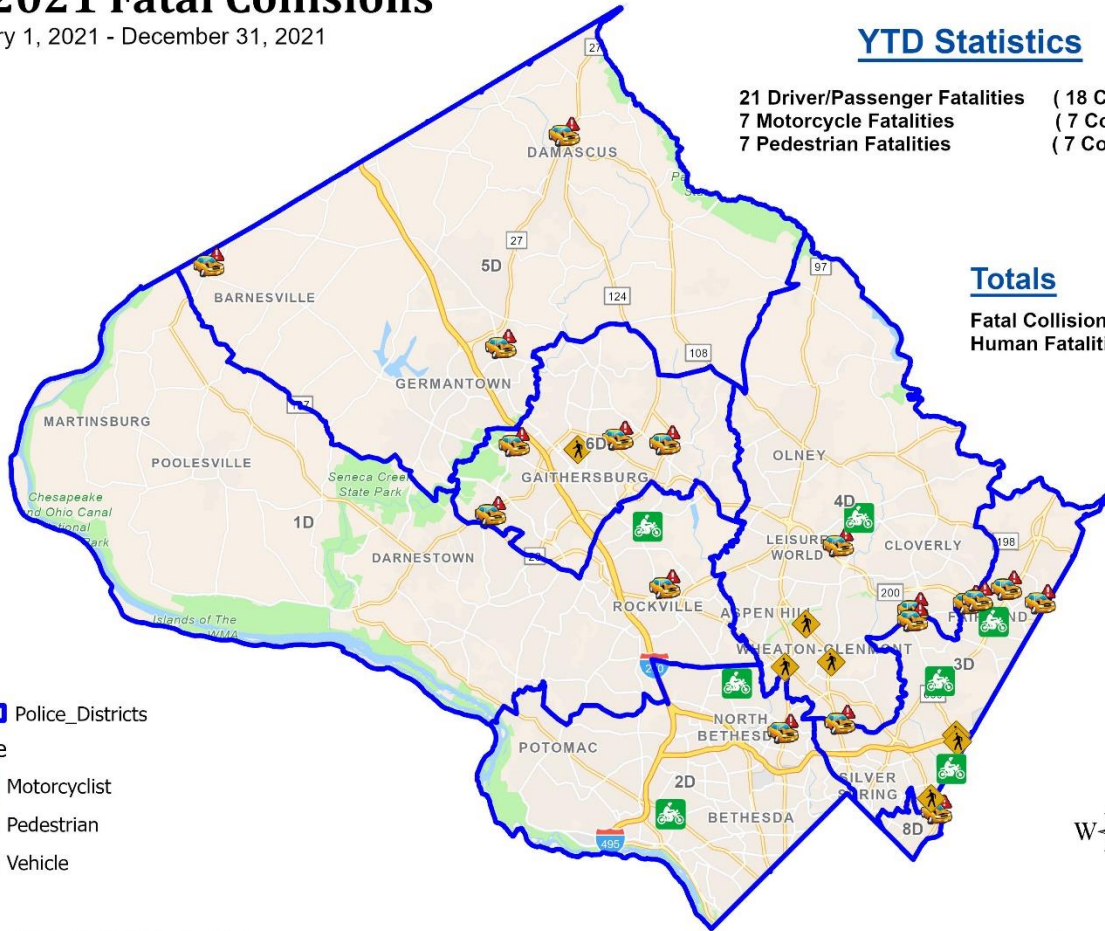 2021 Fatal Collisions
ry 1, 2021 - December 31, 2021
YTD Statistics
21 Driver/Passenger Fatalities ( 18 C
7 Motorcycle Fatalities ( 7 Co
7 Pedestrian Fatalities ( 7 Co
Totals
Fatal Collision
Human Fataliti
27
DAMASCUS
27
5D
97
BARNESVILLE
124
108
GERMANTOWN
MARTINSBURG
6D
POOLESVILLE
GAITHERSBURG
OLNEY
Seneca Creek
State Park
Chesapeake
nd Ohio Canal
1D
4D
DARNESTOWN
LEISURE
WORLD
CLOVERLY
198
200
ROCKVILLE
ASPEN HILL
Islands of The
WMA
WHEATON-GLENMONT
3D
Police_Districts
e
Motorcyclist
Pedestrian
Vehicle
POTOMAC
NORTH
BETHESD
2D
SILVER
BETHESDA
8D
495
W